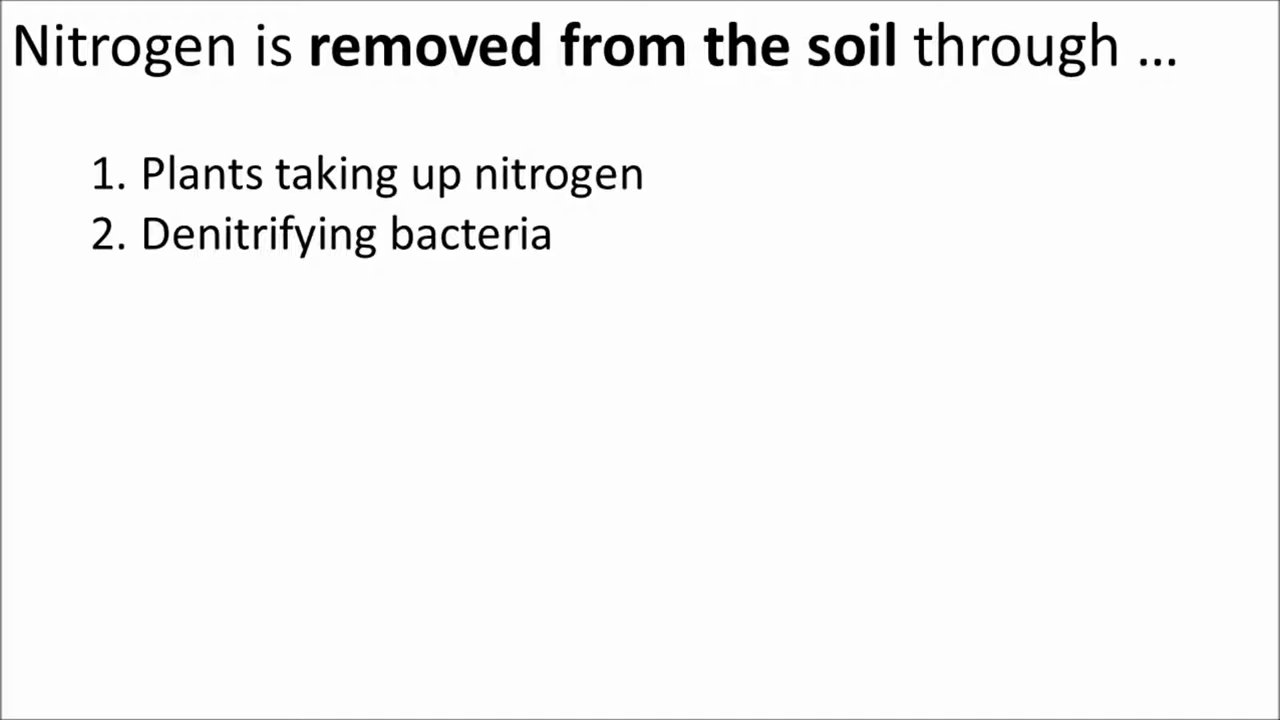 Nitrogen is removed from the soil through ...
1. Plants taking up nitrogen
2. Denitrifying bacteria